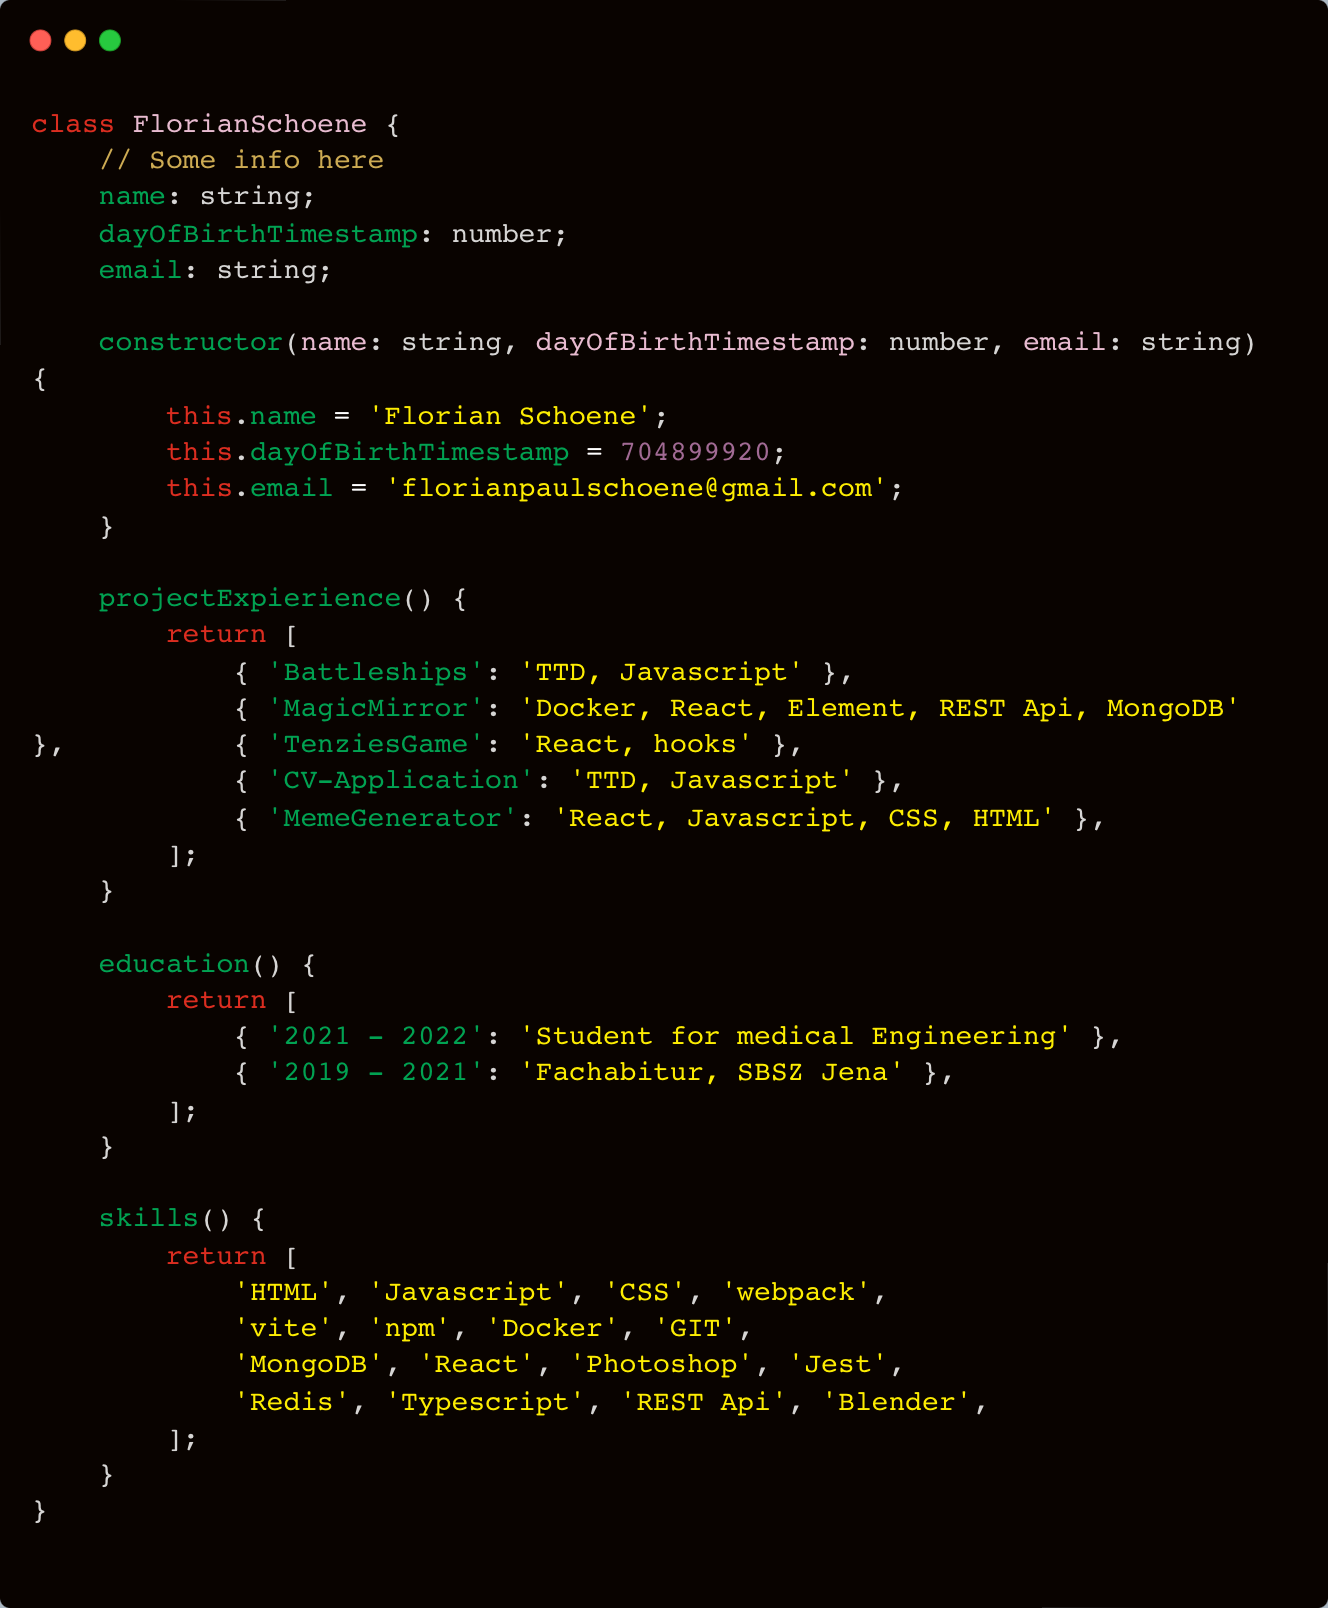 class FlorianSchoene {
    // Some info here
    name: string;
    dayOfBirthTimestamp: number;
    email: string;

    constructor(name: string, dayOfBirthTimestamp: number, email: string)
{
        this.name = 'Florian Schoene';
        this.dayOfBirthTimestamp = 704899920;
        this.email = 'florianpaulschoene@gmail.com';
    }

    projectExpierience() {
        return [
            { 'Battleships': 'TTD, Javascript' },
            { 'MagicMirror': 'Docker, React, Element, REST Api, MongoDB'
},          { 'TenziesGame': 'React, hooks' },
            { 'CV-Application': 'TTD, Javascript' },
            { 'MemeGenerator': 'React, Javascript, CSS, HTML' },
        ];
    }

    education() {
        return [
            { '2021 - 2022': 'Student for medical Engineering' },
            { '2019 - 2021': 'Fachabitur, SBSZ Jena' },
        ];
    }

    skills() {
        return [
            'HTML', 'Javascript', 'CSS', 'webpack',
            'vite', 'npm', 'Docker', 'GIT',
            'MongoDB', 'React', 'Photoshop', 'Jest',
            'Redis', 'Typescript', 'REST Api', 'Blender',
        ];
    }
}